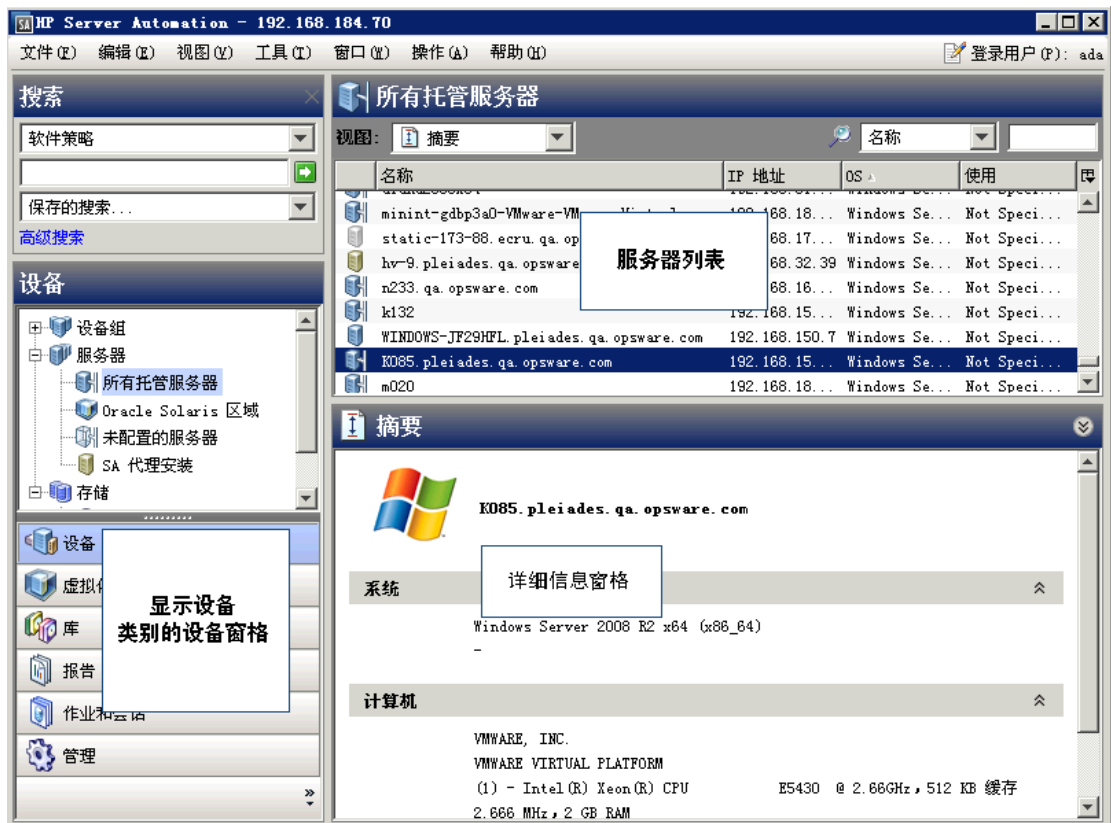 HP Server Automation - 192.168.184.70
文件(F) 编辑(E) 视图(V) 工具(T) 窗口(W) 操作(A) 帮助(H) 登录用户(P): ada
搜索
软件策略
保存的搜索...
高级搜索
设备
设备组
服务器
所有托管服务器
Oracle Solaris 区域
未配置的服务器
SA 代理安装
存储
设备
虚拟
库
报告
作业和会话
管理
显示设备
类别的设备窗格
所有托管服务器
视图: 摘要 名称
名称 IP 地址 OS 使用
minint-gdbp3a0-VMware-VM 168.18... Windows Se... Not Speci...
static-173-88.ecru.qa.op 68.17... Windows Se... Not Speci...
hv-9.pleiades.qa.opsware 68.32.39 Windows Se... Not Speci...
n233.qa.opsware.com 68.16... Windows Se... Not Speci...
k132 192.168.15... Windows Se... Not Speci...
WINDOWS-JF29HFL.pleiades.qa.opsware.com 192.168.150.7 Windows Se... Not Speci...
K085.pleiades.qa.opsware.com 192.168.15... Windows Se... Not Speci...
m020 192.168.18... Windows Se... Not Speci...
服务器列表
摘要
K085.pleiades.qa.opsware.com
详细信息窗格
系统
Windows Server 2008 R2 x64 (x86_64)
-
计算机
VMWARE, INC.
VMWARE VIRTUAL PLATFORM
(1) - Intel(R) Xeon(R) CPU E5430 @ 2.66GHz，512 KB 缓存
2.666 MHz，2 GB RAM